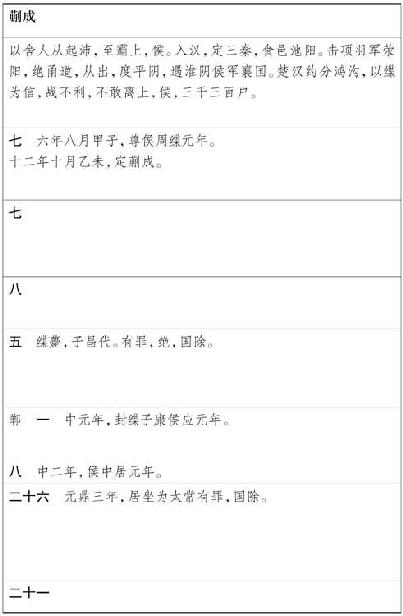 蒯成
以舍人从起沛，至霸上，侯。入汉，定三秦，食邑池阳。击项羽军荥
阳，绝甬道，从出，度平阴，遇淮阴侯军襄国。楚汉约分鸿沟，以緤
为信，战不利，不敢离上，侯，三千三百户。
七 六年八月甲子，尊侯周緤元年。
十二年十月乙未，定蒯成。
七
八
五 緤薨，子昌代。有罪，绝，国除。
郸 一 中元年，封緤子康侯应元年。
八 中二年，侯中居元年。
二十六 元鼎三年，居坐为太常有罪，国除。
二十一